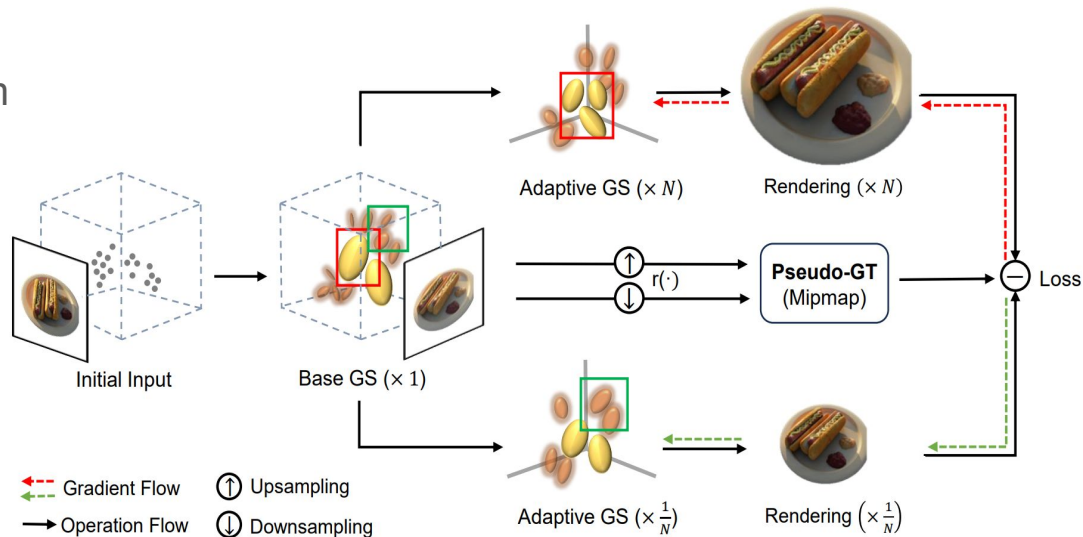 n
Adaptive GS (× N)
Rendering (× N)
↑
r(·)
↓
Pseudo-GT
(Mipmap)
−
Loss
Initial Input
Base GS (× 1)
Gradient Flow
↑ Upsampling
Operation Flow
↓ Downsampling
Adaptive GS (× 1/N)
Rendering (× 1/N)